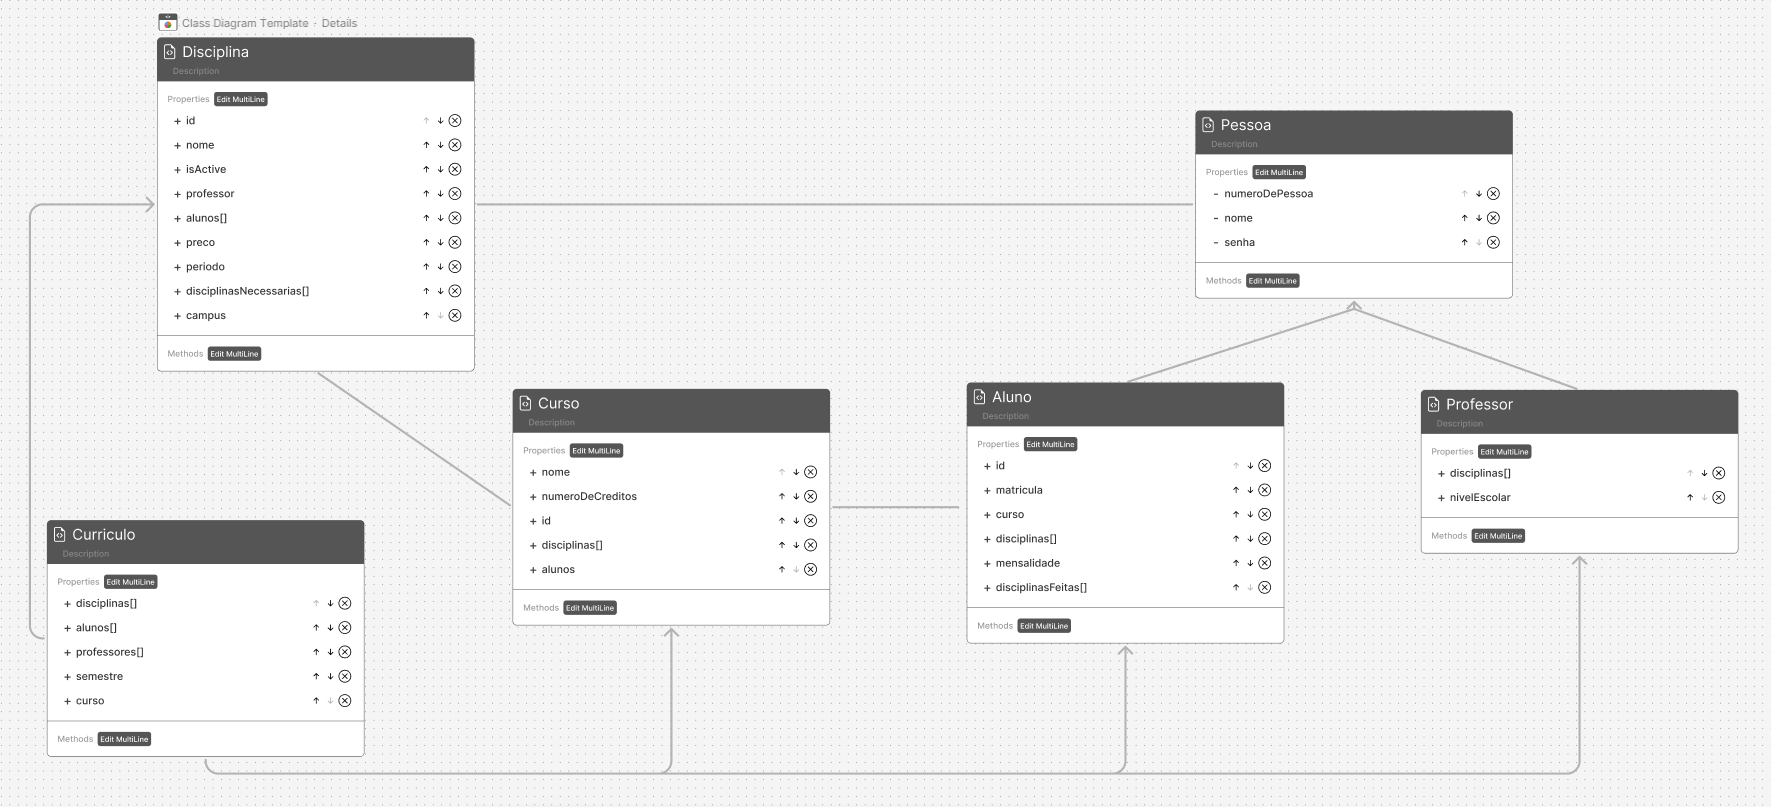 Class Diagram Template · Details
Disciplina
Description
Properties Edit MultiLine
+ id
+ nome
+ isActive
+ professor
+ alunos[]
+ preco
+ periodo
+ disciplinasNecessarias[]
+ campus
Methods Edit MultiLine
Pessoa
Description
Properties Edit MultiLine
- numeroDePessoa
- nome
- senha
Methods Edit MultiLine
Curso
Description
Properties Edit MultiLine
+ nome
+ numeroDeCreditos
+ id
+ disciplinas[]
+ alunos
Methods Edit MultiLine
Aluno
Description
Properties Edit MultiLine
+ id
+ matricula
+ curso
+ disciplinas[]
+ mensalidade
+ disciplinasFeitas[]
Methods Edit MultiLine
Professor
Description
Properties Edit MultiLine
+ disciplinas[]
+ nivelEscolar
Methods Edit MultiLine
Curriculo
Description
Properties Edit MultiLine
+ disciplinas[]
+ alunos[]
+ professores[]
+ semestre
+ curso
Methods Edit MultiLine